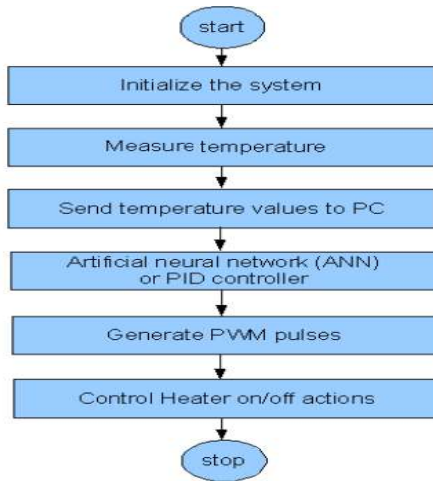 start
Initialize the system
Measure temperature
Send temperature values to PC
Artificial neural network (ANN)
or PID controller
Generate PWM pulses
Control Heater on/off actions
stop